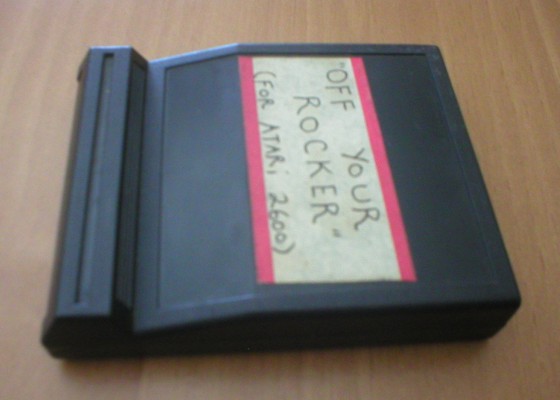 "OFF YOUR
ROCKER"
(FOR ATARi 2600)